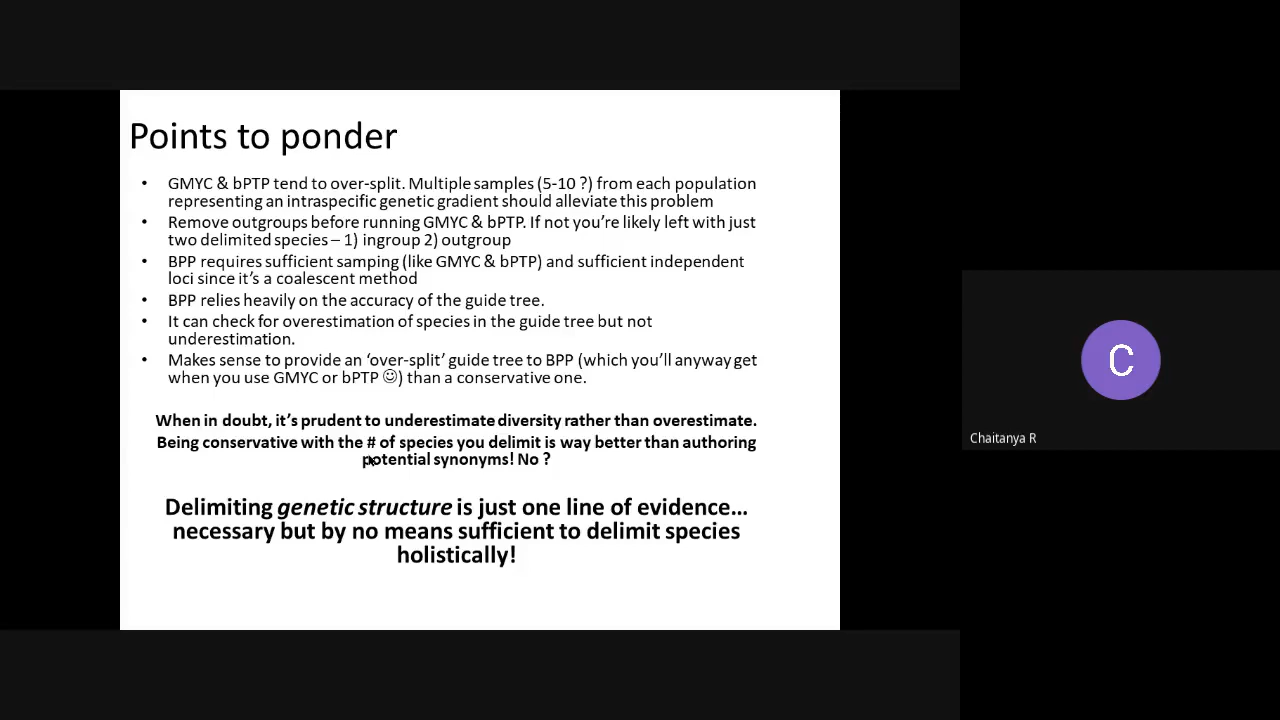 Points to ponder
• GMYC & bPTP tend to over-split. Multiple samples (5-10 ?) from each population
representing an intraspecific genetic gradient should alleviate this problem
• Remove outgroups before running GMYC & bPTP. If not you're likely left with just
two delimited species – 1) ingroup 2) outgroup
• BPP requires sufficient samping (like GMYC & bPTP) and sufficient independent
loci since it's a coalescent method
• BPP relies heavily on the accuracy of the guide tree.
• It can check for overestimation of species in the guide tree but not
underestimation.
• Makes sense to provide an 'over-split' guide tree to BPP (which you'll anyway get
when you use GMYC or bPTP ☺) than a conservative one.
When in doubt, it's prudent to underestimate diversity rather than overestimate.
Being conservative with the # of species you delimit is way better than authoring
potential synonyms! No ?
Delimiting genetic structure is just one line of evidence...
necessary but by no means sufficient to delimit species
holistically!
C
Chaitanya R